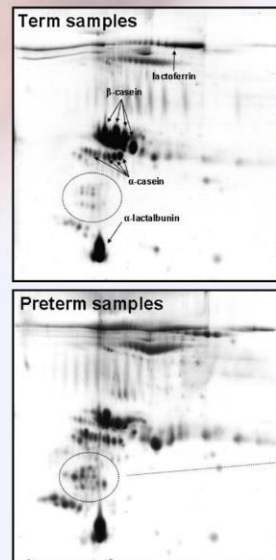 Term samples
lactoferrin
β-casein
α-casein
α-lactalbunin
Preterm samples